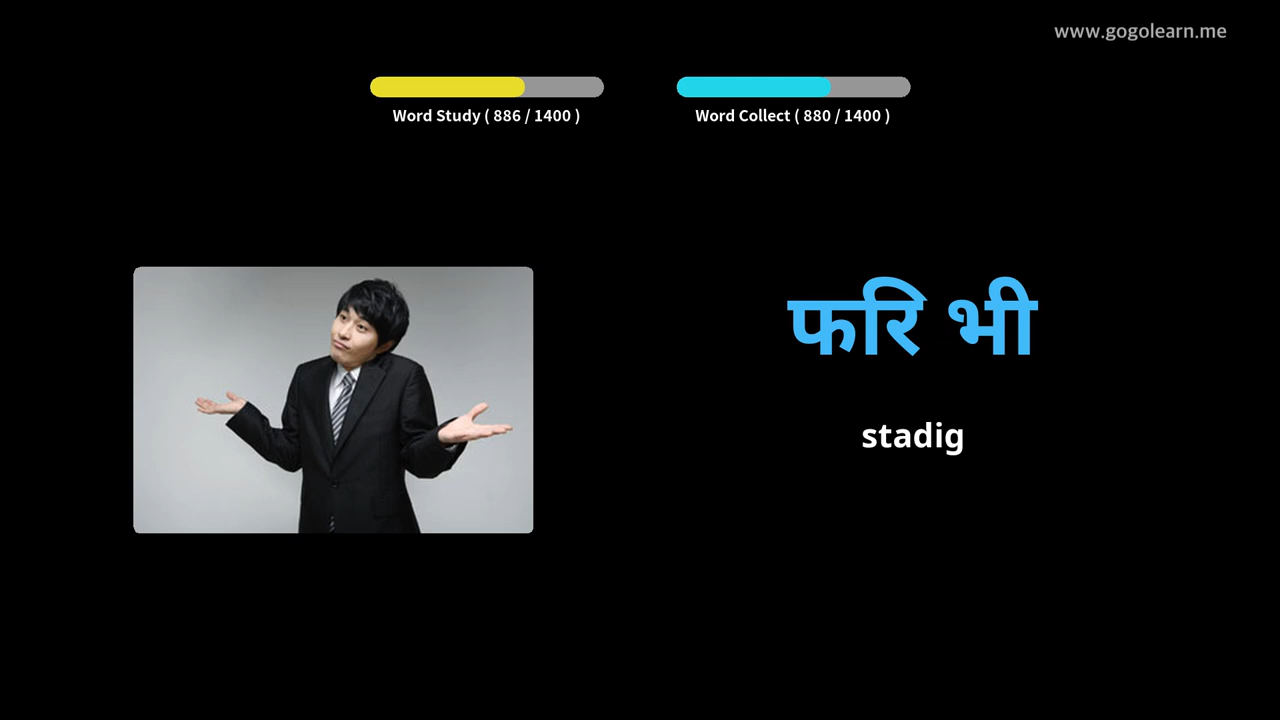 www.gogolearn.me
Word Study ( 886 / 1400 )
Word Collect ( 880 / 1400 )
फरि भी
stadig